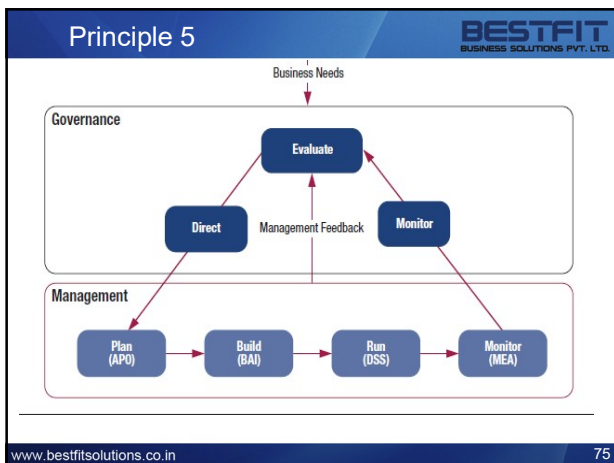 Principle 5
BESTFIT
BUSINESS SOLUTIONS PVT. LTD.
Business Needs
Governance
Evaluate
Direct
Management Feedback
Monitor
Management
Plan
(APO)
Build
(BAI)
Run
(DSS)
Monitor
(MEA)
www.bestfitsolutions.co.in
75